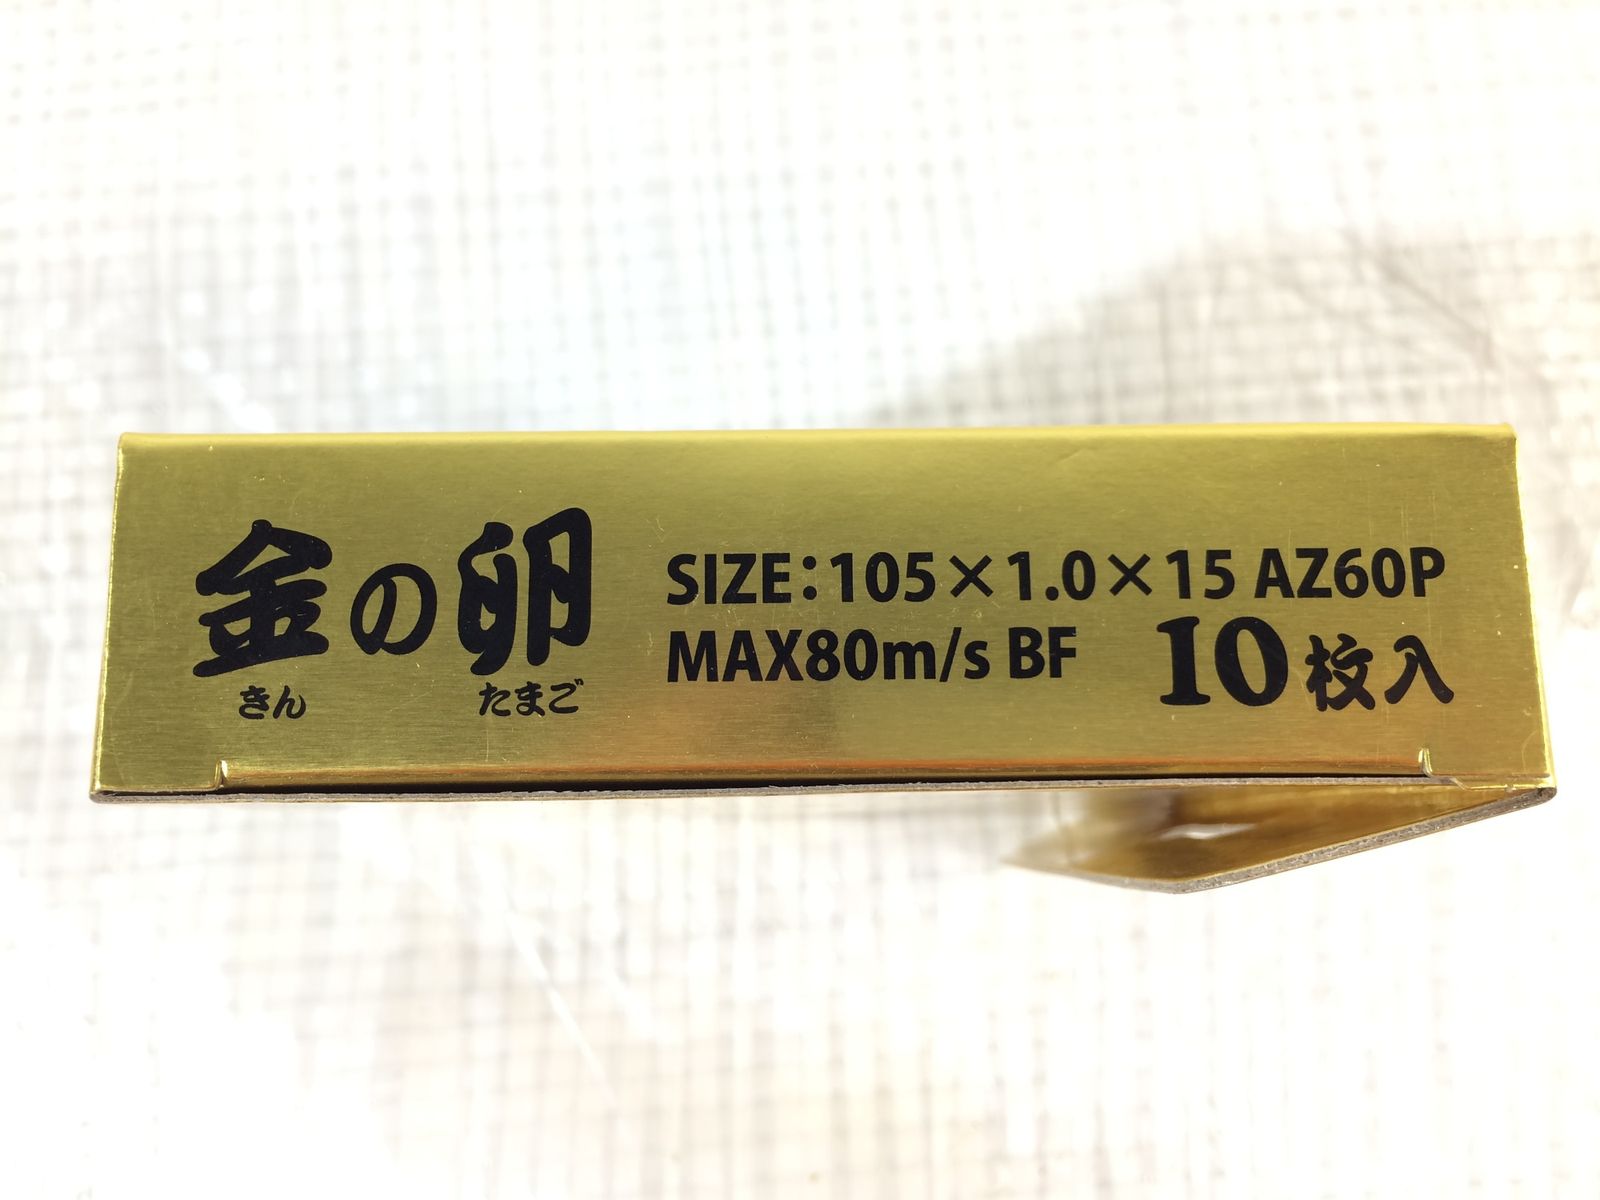 金の卵
きん たまご
SIZE:105×1.0×15 AZ60P
MAX80m/s BF
10枚入